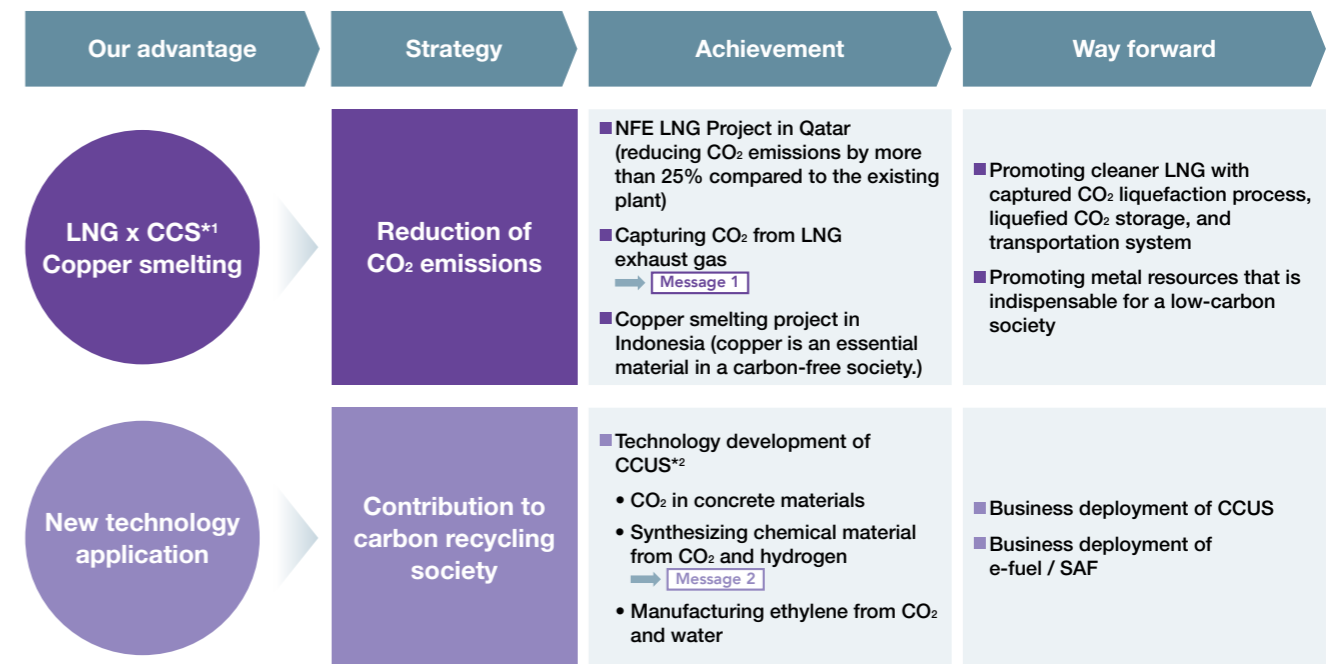 Our advantage
Strategy
Achievement
Way forward
LNG x CCS*1
Copper smelting
Reduction of
CO₂ emissions
■NFE LNG Project in Qatar
(reducing CO₂ emissions by more
than 25% compared to the existing
plant)
■Capturing CO₂ from LNG
exhaust gas
Message 1
■Copper smelting project in
Indonesia (copper is an essential
material in a carbon-free society.)
■Promoting cleaner LNG with
captured CO₂ liquefaction process,
liquefied CO₂ storage, and
transportation system
■Promoting metal resources that is
indispensable for a low-carbon
society
New technology
application
Contribution to
carbon recycling
society
■Technology development of
CCUS*2
• CO₂ in concrete materials
• Synthesizing chemical material
from CO₂ and hydrogen
Message 2
• Manufacturing ethylene from CO₂
and water
■Business deployment of CCUS
■Business deployment of
e-fuel / SAF